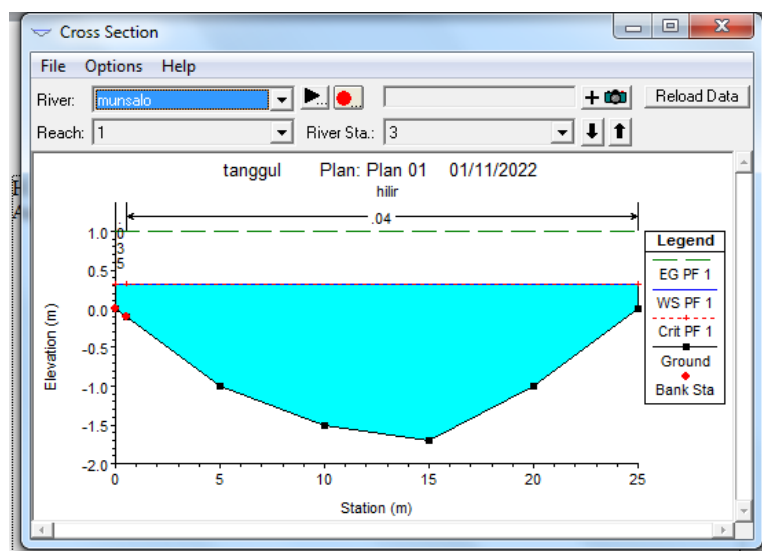 Cross Section
File Options Help
River: munsalo Reload Data
Reach: 1 River Sta.: 3
tanggul Plan: Plan 01 01/11/2022
hilir
.035
.04
1.0
0.5
0.0
-0.5
-1.0
-1.5
-2.0
Elevation (m)
0 5 10 15 20 25
Station (m)
Legend
EG PF 1
WS PF 1
Crit PF 1
Ground
Bank Sta